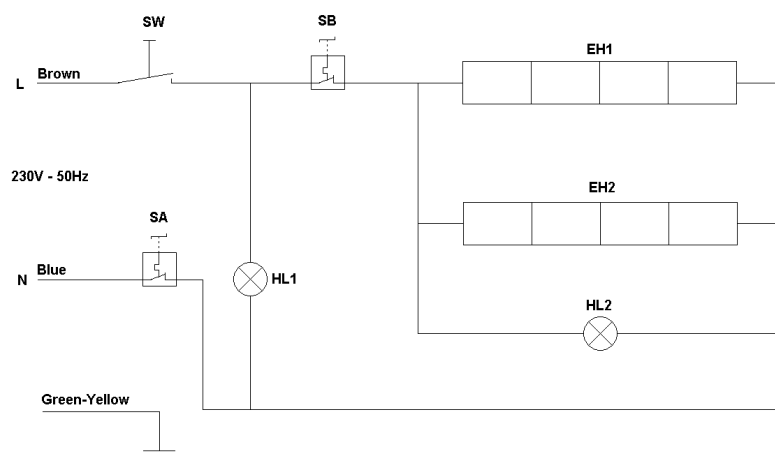 SW
SB
EH1
L
Brown
230V - 50Hz
EH2
SA
N
Blue
HL1
HL2
Green-Yellow